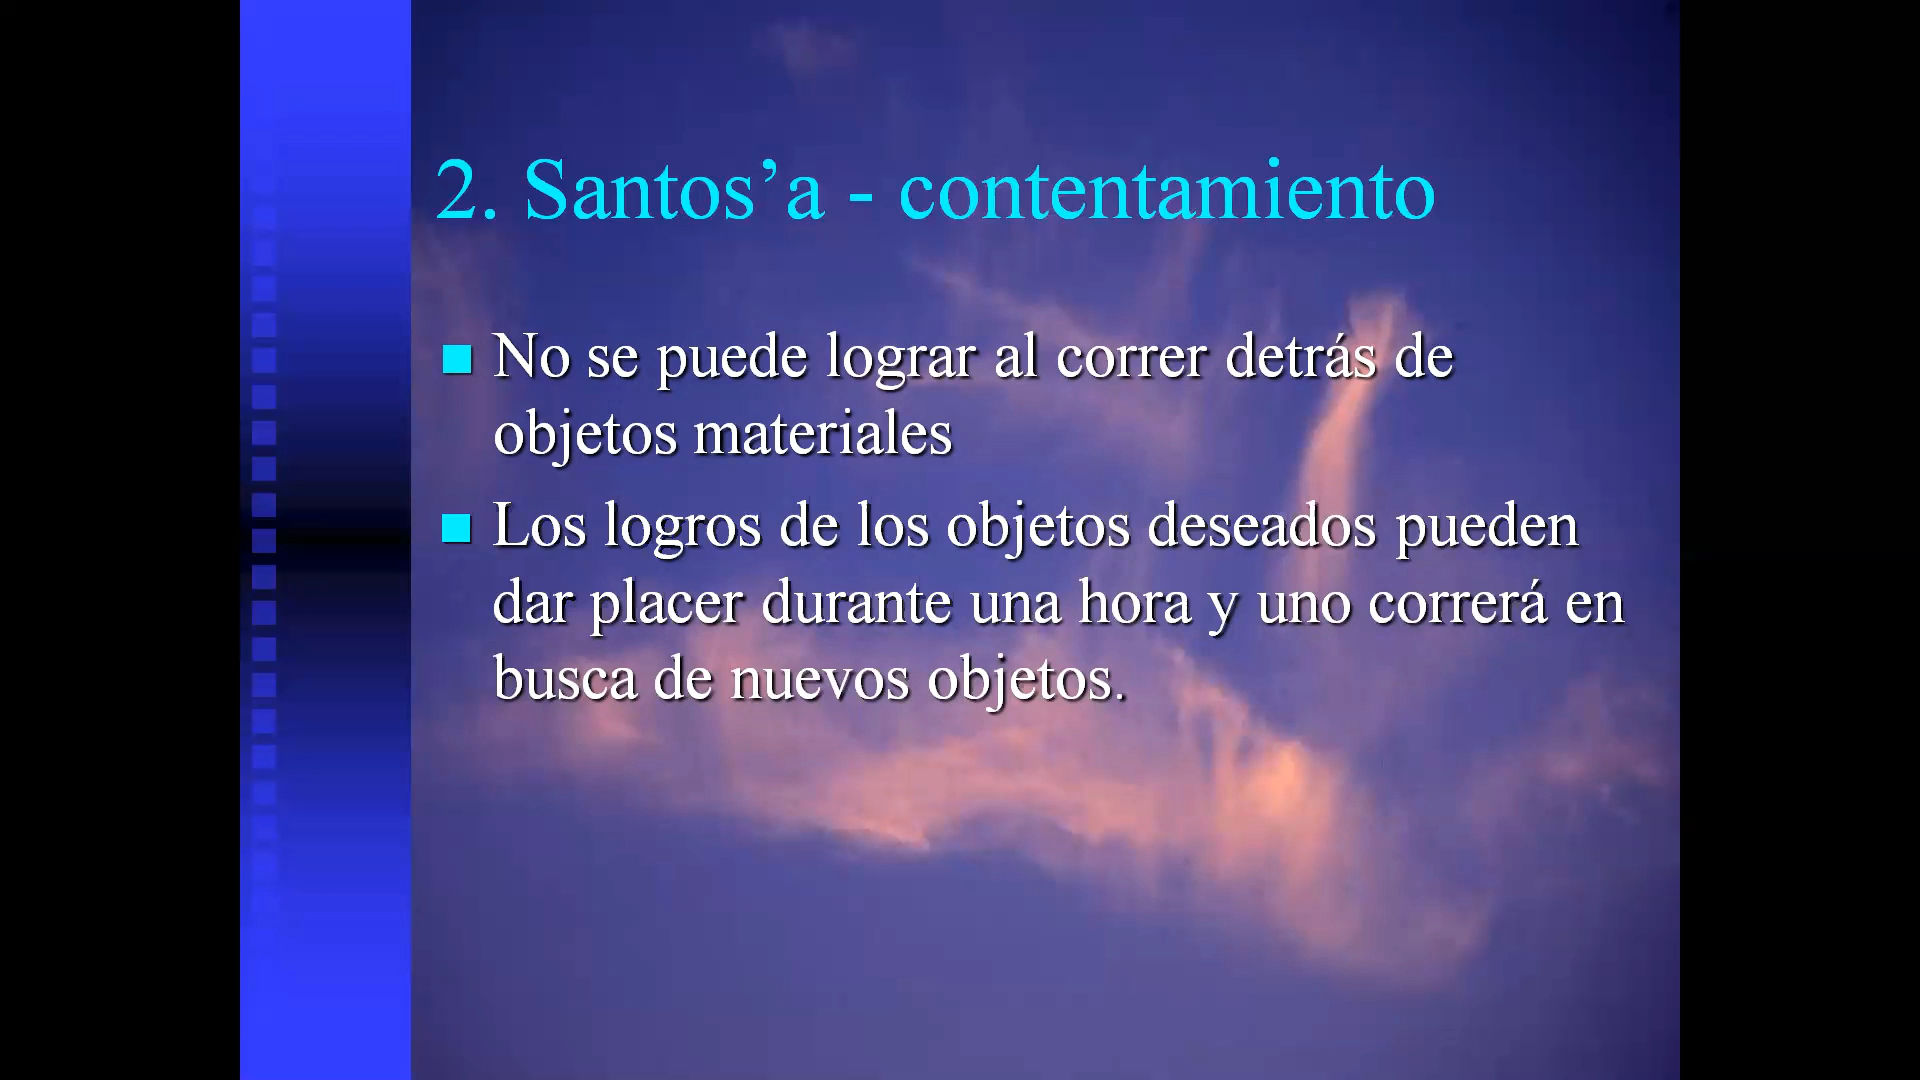 2. Santos’a - contentamiento
No se puede lograr al correr detrás de
objetos materiales
Los logros de los objetos deseados pueden
dar placer durante una hora y uno correrá en
busca de nuevos objetos.